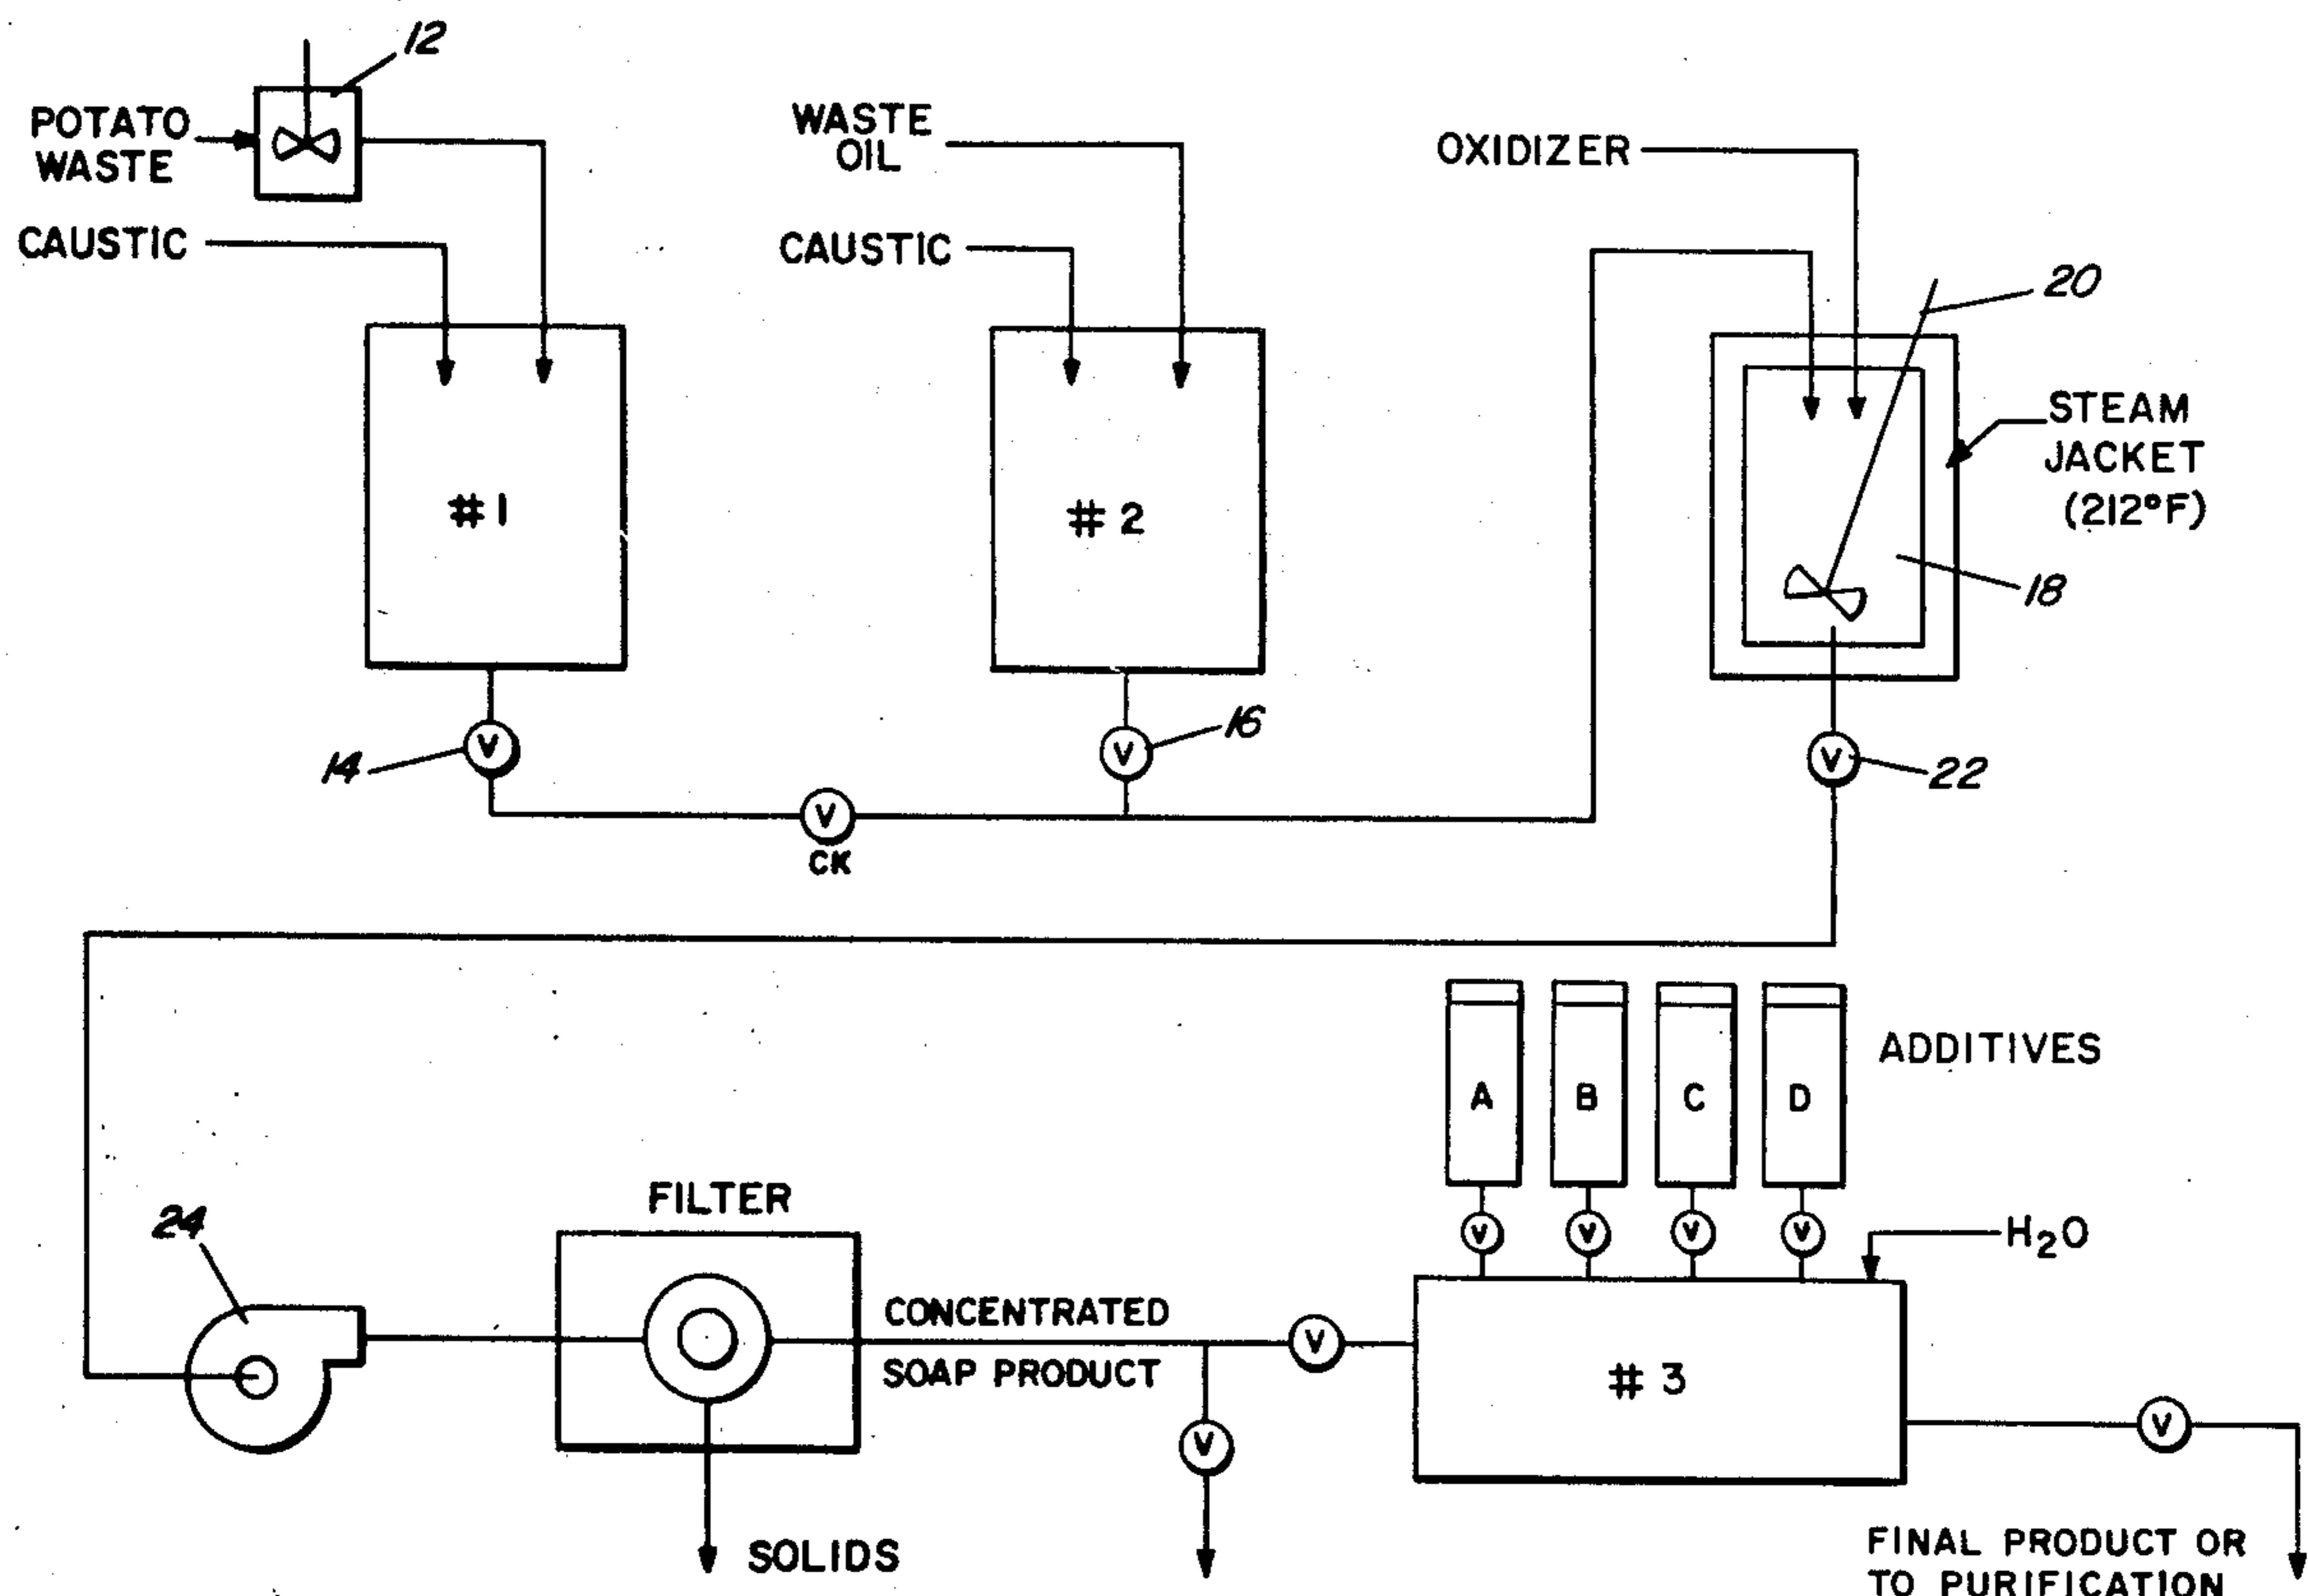 12
POTATO
WASTE
CAUSTIC
WASTE
OIL
CAUSTIC
OXIDIZER
20
STEAM
JACKET
(212°F)
18
#1
#2
14
V
V
16
V
22
V
CK
A
B
C
D
ADDITIVES
V
V
V
V
H2O
24
FILTER
CONCENTRATED
SOAP PRODUCT
V
V
#3
V
SOLIDS
FINAL PRODUCT OR
TO PURIFICATION